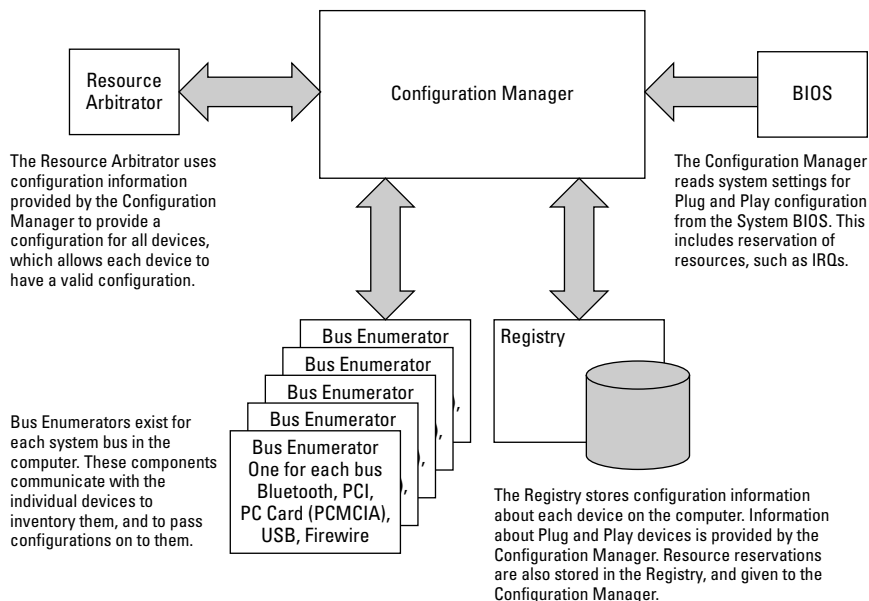 Resource
Arbitrator
Configuration Manager
BIOS
The Resource Arbitrator uses
configuration information
provided by the Configuration
Manager to provide a
configuration for all devices,
which allows each device to
have a valid configuration.
The Configuration Manager
reads system settings for
Plug and Play configuration
from the System BIOS. This
includes reservation of
resources, such as IRQs.
Bus Enumerator
Bus Enumerator
),
Bus Enumerator
),
Bus Enumerator
),
Bus Enumerator
One for each bus
Bluetooth, PCI,
PC Card (PCMCIA),
USB, Firewire
),
Registry
Bus Enumerators exist for
each system bus in the
computer. These components
communicate with the
individual devices to
inventory them, and to pass
configurations on to them.
The Registry stores configuration information
about each device on the computer. Information
about Plug and Play devices is provided by the
Configuration Manager. Resource reservations
are also stored in the Registry, and given to the
Configuration Manager.